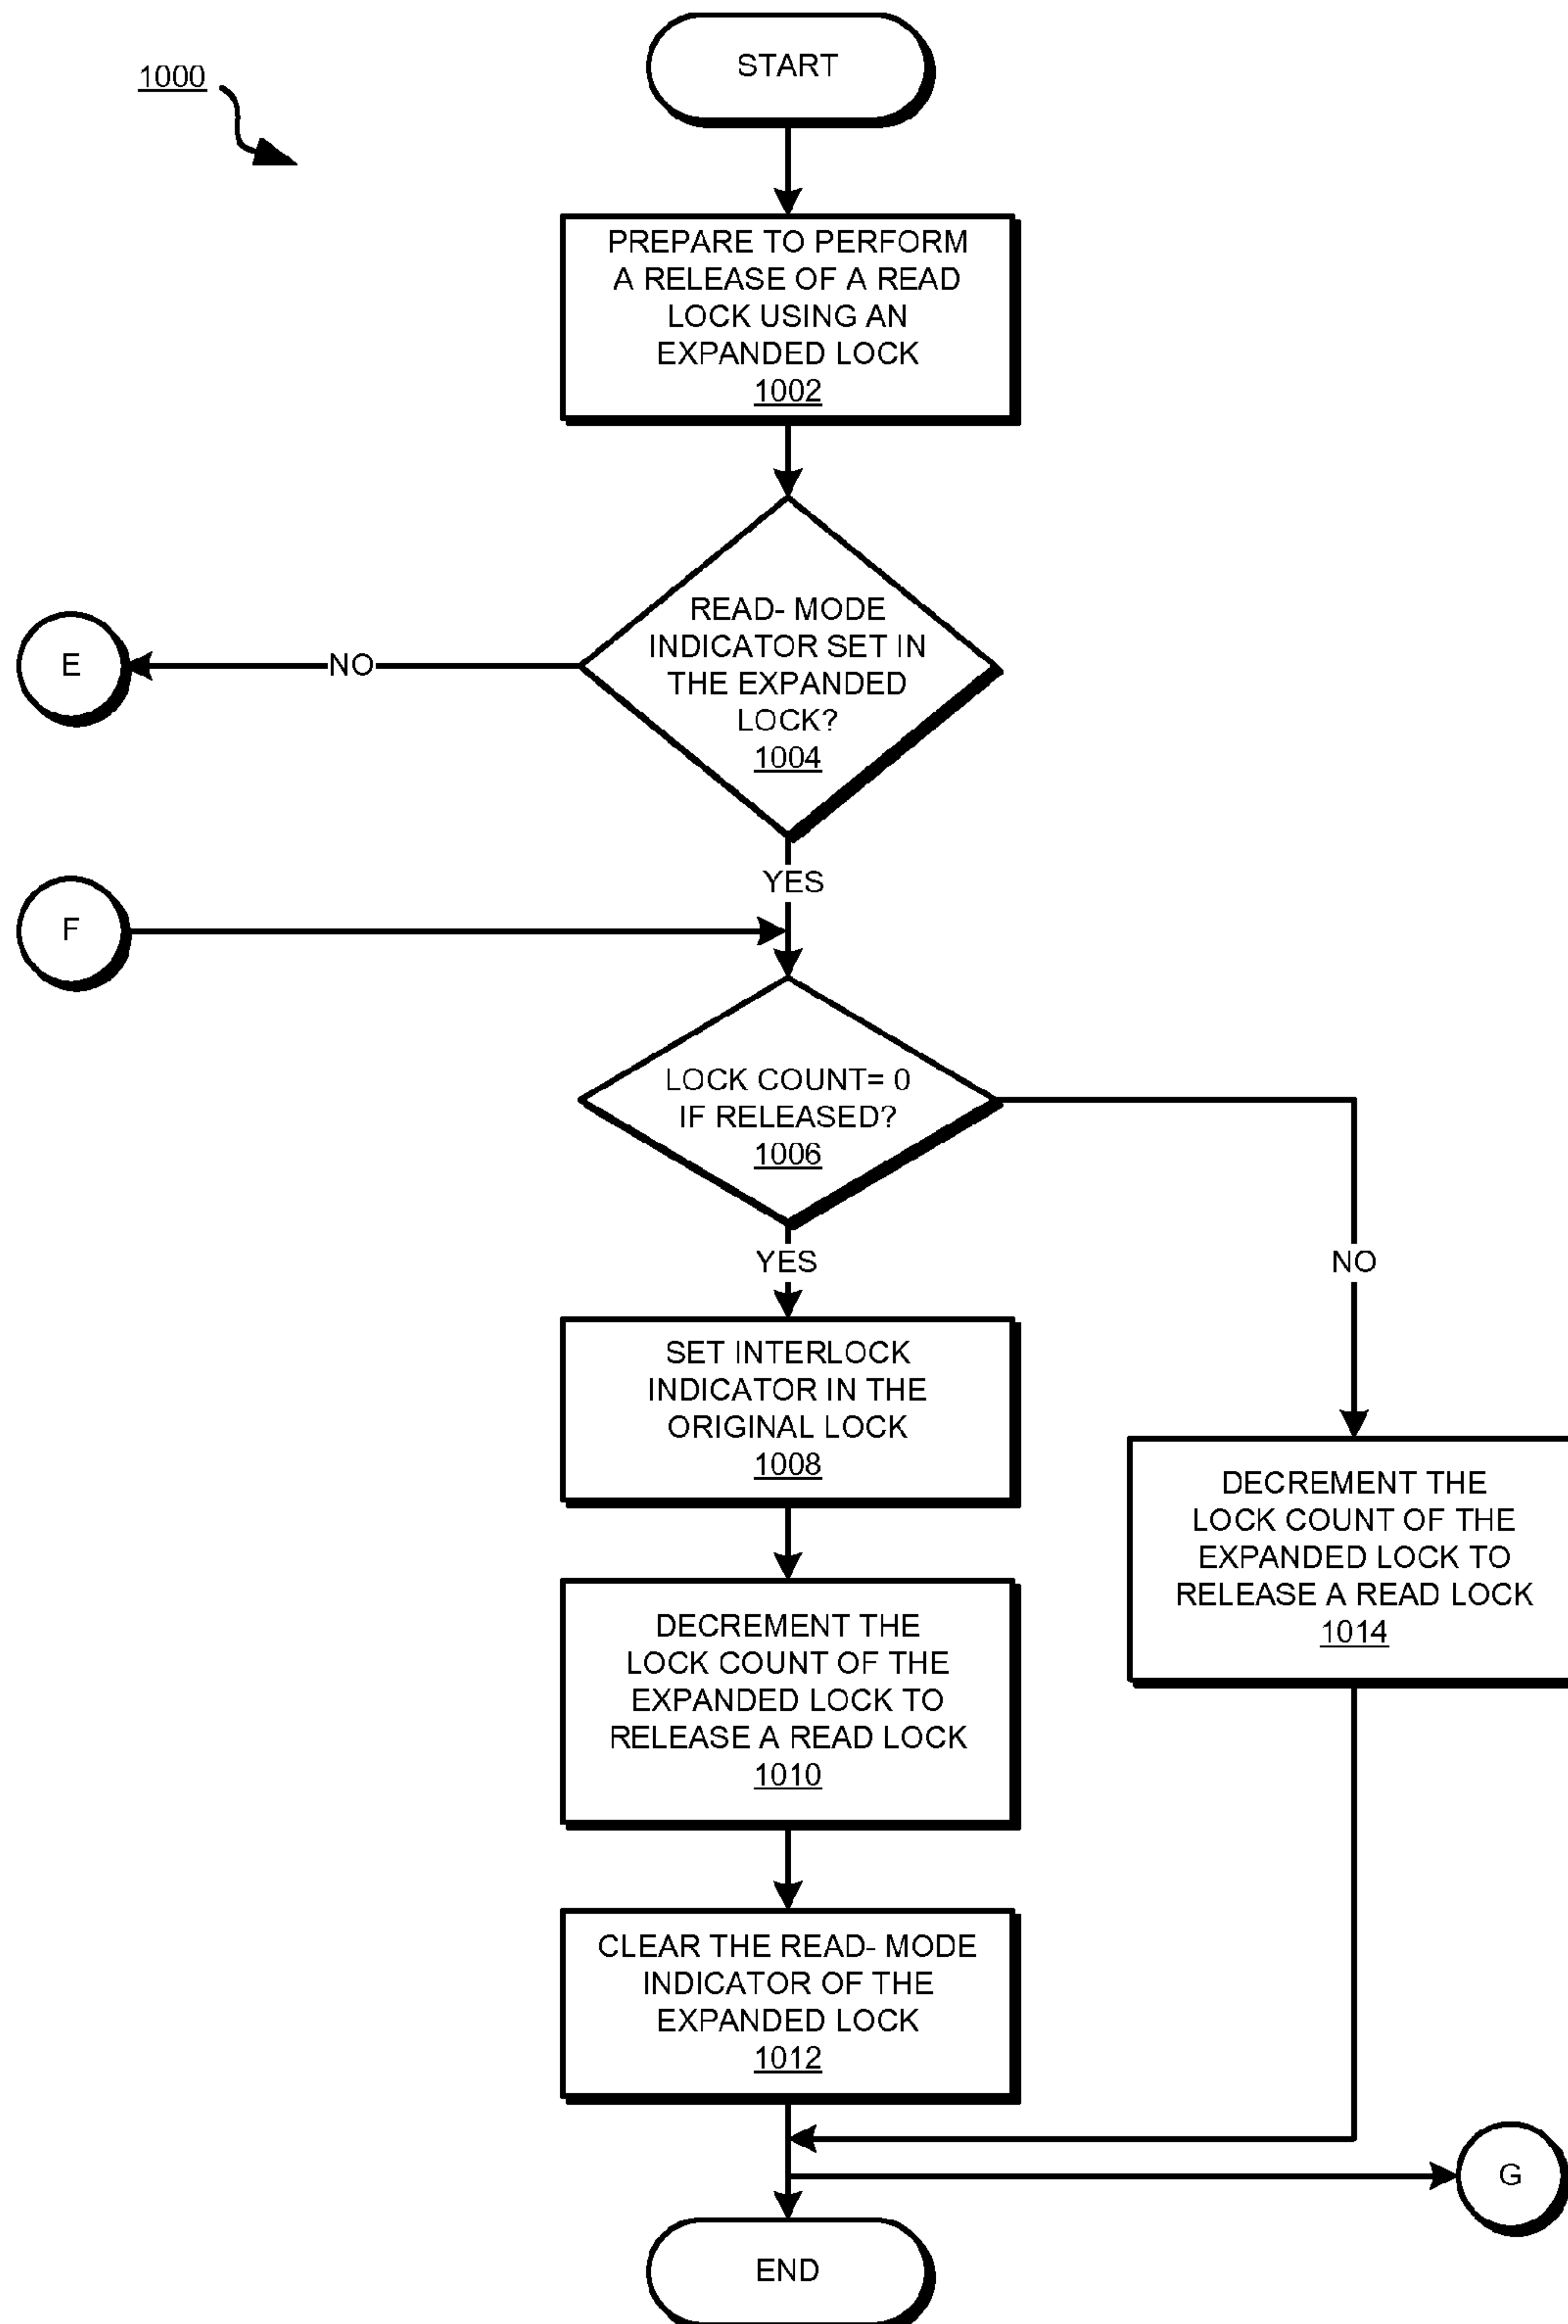 START
1000
PREPARE TO PERFORM
A RELEASE OF A READ
LOCK USING AN
EXPANDED LOCK
1002
READ- MODE
INDICATOR SET IN
THE EXPANDED
LOCK?
1004
NO
E
YES
F
LOCK COUNT= 0
IF RELEASED?
1006
YES
NO
SET INTERLOCK
INDICATOR IN THE
ORIGINAL LOCK
1008
DECREMENT THE
LOCK COUNT OF THE
EXPANDED LOCK TO
RELEASE A READ LOCK
1014
DECREMENT THE
LOCK COUNT OF THE
EXPANDED LOCK TO
RELEASE A READ LOCK
1010
CLEAR THE READ- MODE
INDICATOR OF THE
EXPANDED LOCK
1012
G
END